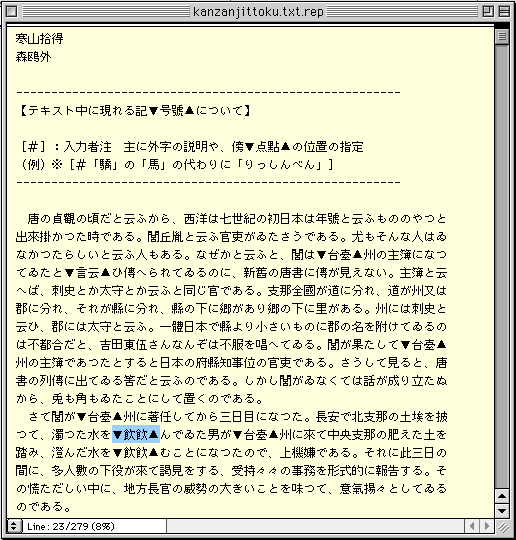 kanzanjittoku.txt.rep
寒山拾得
森鴎外
-------------------------------------------------------
【テキスト中に現れる記▼号號▲について】
［＃］：入力者注　主に外字の説明や、傍▼点點▲の位置の指定
（例）※［＃「驕」の「馬」の代わりに「りっしんべん」］
-------------------------------------------------------
　唐の貞觀の頃だと云ふから、西洋は七世紀の初日本は年號と云ふもののやつと
出來掛かつた時である。閭丘胤と云ふ官吏がゐたさうである。尤もそんな人はゐ
なかつたらしいと云ふ人もある。なぜかと云ふと、閭は▼台臺▲州の主簿になつ
てゐたと▼言云▲ひ傳へられてゐるのに、新舊の唐書に傳が見えない。主簿と云
へば、刺史とか太守とか云ふと同じ官である。支那全國が道に分れ、道が州又は
郡に分れ、それが縣に分れ、縣の下に郷があり郷の下に里がある。州には刺史と
云ひ、郡には太守と云ふ。一體日本で縣より小さいものに郡の名を附けてゐるの
は不都合だと、吉田東伍さんなんぞは不服を唱へてゐる。閭が果たして▼台臺▲
州の主簿であつたとすると日本の府縣知事位の官吏である。さうして見ると、唐
書の列傳に出てゐる筈だと云ふのである。しかし閭がゐなくては話が成り立たぬ
から、兎も角もゐたことにして置くのである。
　さて閭が▼台臺▲州に著任してから三日目になつた。長安で北支那の土埃を披
つて、濁つた水を▼飮飲▲んでゐた男が▼台臺▲州に來て中央支那の肥えた土を
踏み、澄んだ水を▼飮飲▲むことになつたので、上機嫌である。それに此三日の
間に、多人數の下役が來て謁見をする、受持々々の事務を形式的に報告する。そ
の慌ただしい中に、地方長官の威勢の大きいことを味つて、意氣揚々としてゐる
のである。
Line: 23/279 (8%)